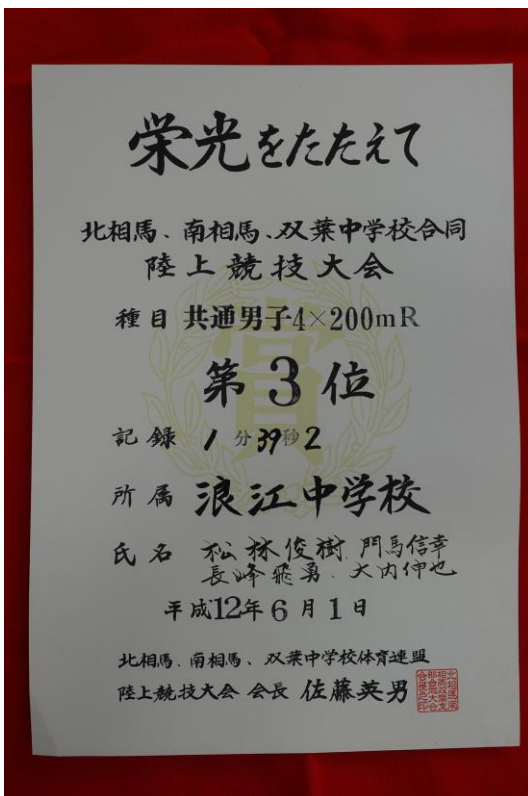 栄光をたたえて
北相馬、南相馬、双葉中学校合同
陸上競技大会
種目 共通男子4×200mR
第3位
記録 1分39秒2
所属 浪江中学校
氏名 松林俊樹 門馬信幸
長峰飛勇．大内伸也
平成12年6月1日
北相馬、南相馬、双葉中学校体育連盟
陸上競技大会 会長 佐藤英男